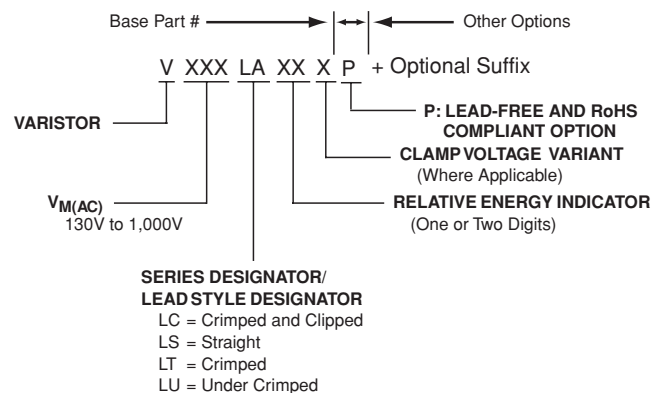 Base Part #
Other Options
V XXX LA XX X P + Optional Suffix
VARISTOR
P: LEAD-FREE AND RoHS
COMPLIANT OPTION
CLAMP VOLTAGE VARIANT
(Where Applicable)
VM(AC)
130V to 1,000V
RELATIVE ENERGY INDICATOR
(One or Two Digits)
SERIES DESIGNATOR/
LEAD STYLE DESIGNATOR
LC = Crimped and Clipped
LS = Straight
LT = Crimped
LU = Under Crimped